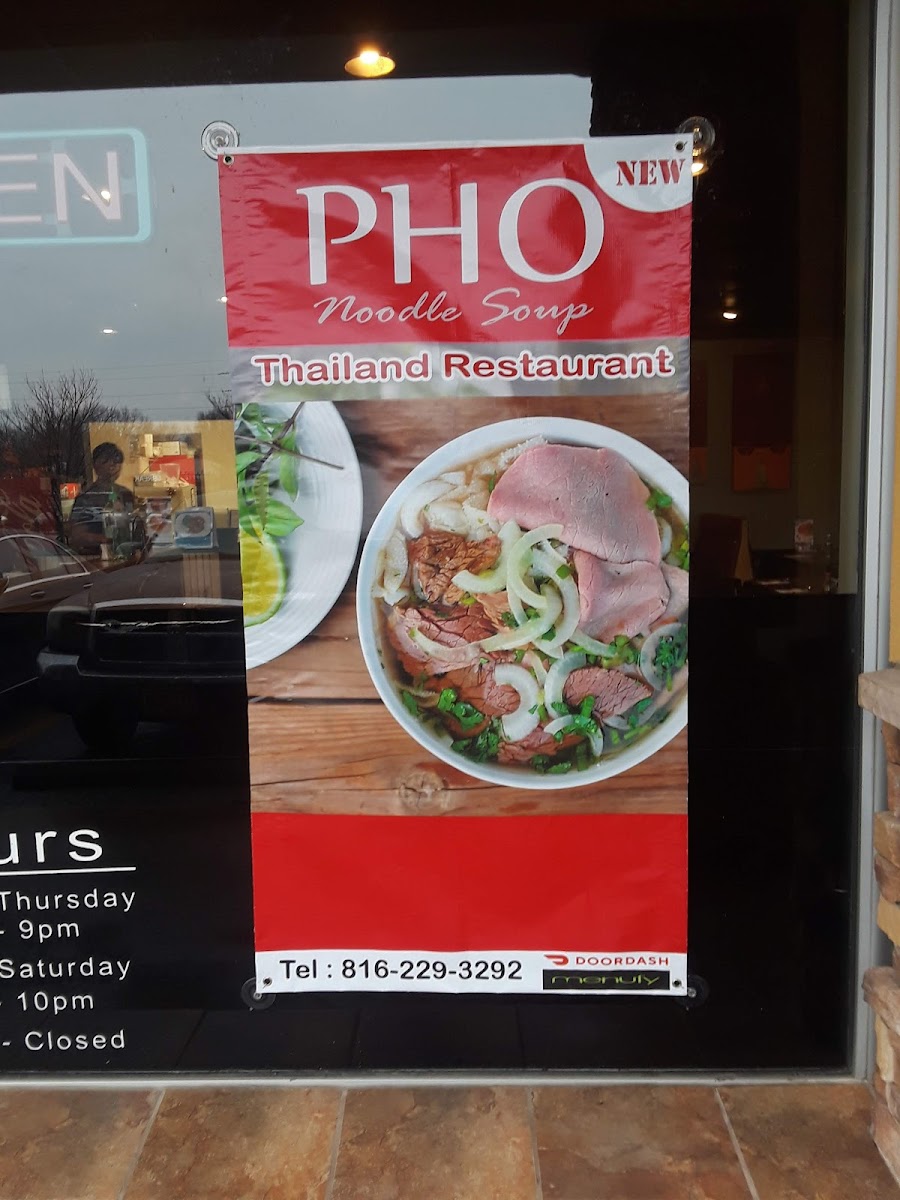 EN
NEW
PHO
Noodle Soup
Thailand Restaurant
Tel : 816-229-3292
DOORDASH
menufy
urs
Thursday
- 9pm
Saturday
- 10pm
- Closed